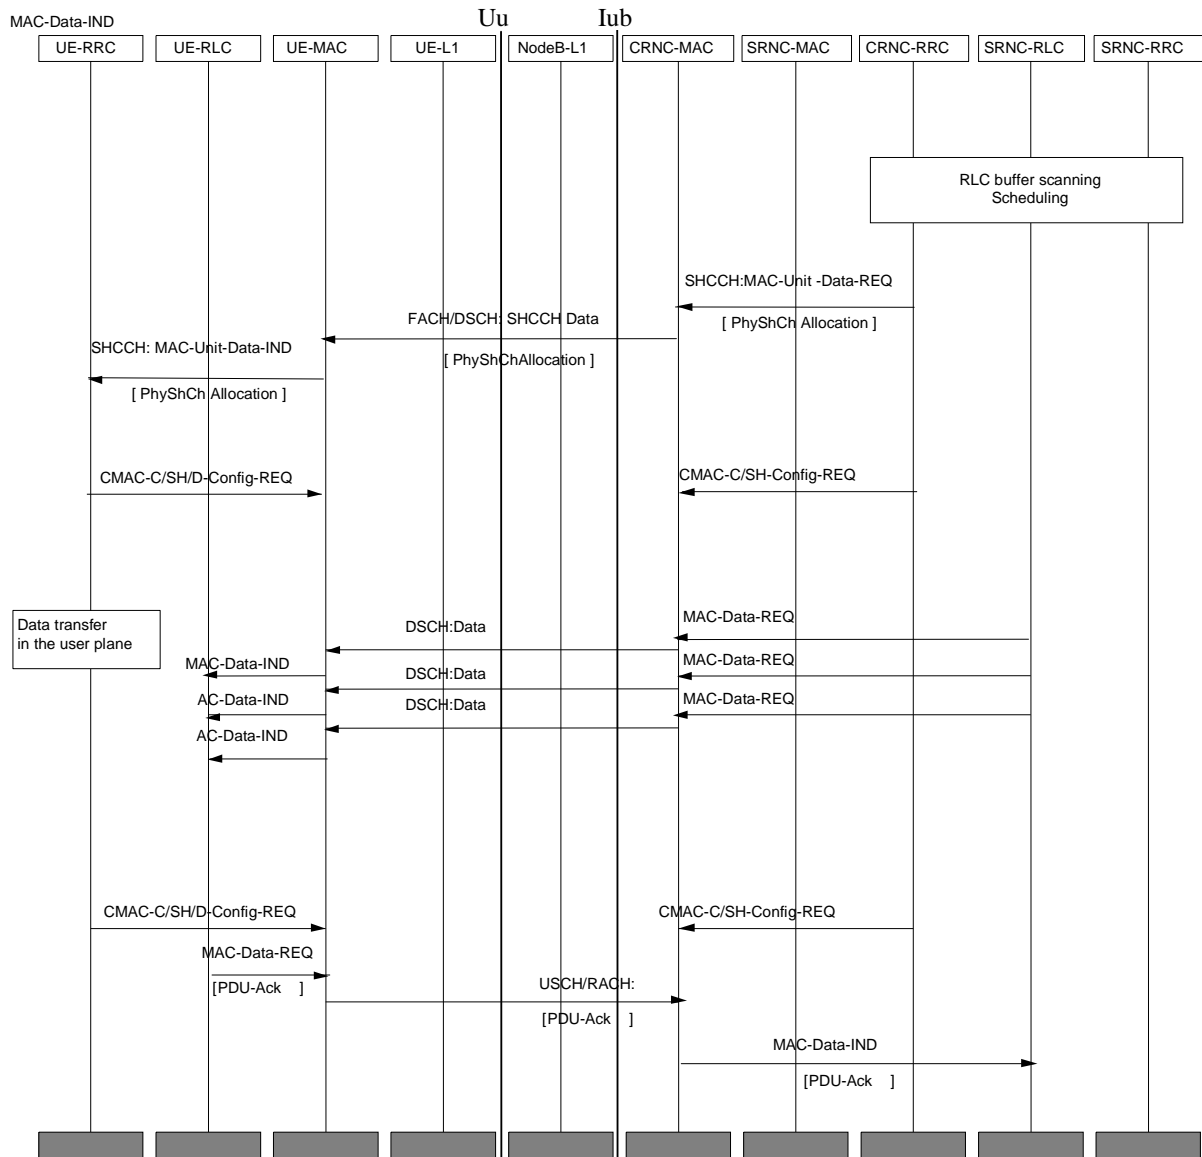 Uu Iub
MAC-Data-IND
UE-RRC UE-RLC UE-MAC UE-L1 NodeB-L1 CRNC-MAC SRNC-MAC CRNC-RRC SRNC-RLC SRNC-RRC
RLC buffer scanning
Scheduling
SHCCH:MAC-Unit -Data-REQ
[ PhyShCh Allocation ]
FACH/DSCH: SHCCH Data
[ PhyShChAllocation ]
SHCCH: MAC-Unit-Data-IND
[ PhyShCh Allocation ]
CMAC-C/SH/D-Config-REQ
CMAC-C/SH-Config-REQ
Data transfer
in the user plane
MAC-Data-REQ
DSCH:Data
MAC-Data-IND
MAC-Data-REQ
DSCH:Data
AC-Data-IND
MAC-Data-REQ
DSCH:Data
AC-Data-IND
CMAC-C/SH/D-Config-REQ
CMAC-C/SH-Config-REQ
MAC-Data-REQ
[PDU-Ack ]
USCH/RACH:
[PDU-Ack ]
MAC-Data-IND
[PDU-Ack ]